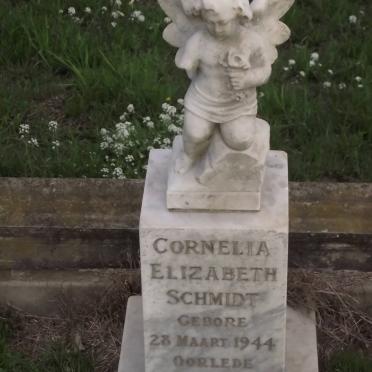 CORNELIA
ELIZABETH
SCHMIDT
GEBORE
28 MAART 1944
OORLEDE